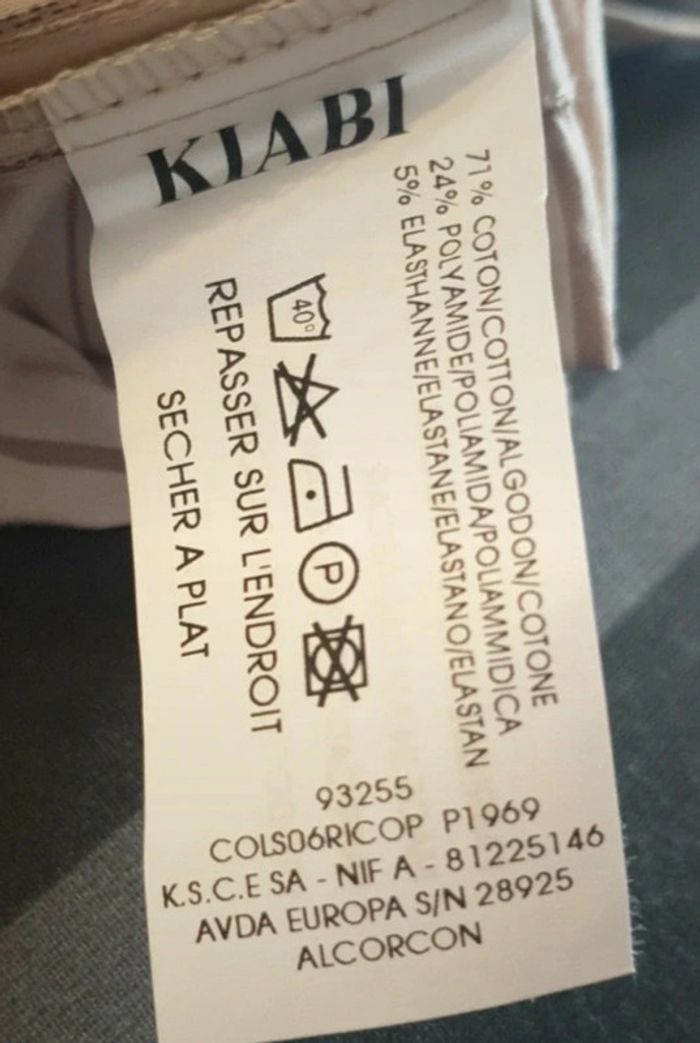 KIABI
71% COTON/COTTON/ALGODON/COTONE
24% POLYAMIDE/POLIAMIDA/POLIAMMIDICA
5% ELASTHANNE/ELASTANE/ELASTANO/ELASTAN
40°
P
REPASSER SUR L'ENDROIT
SECHER A PLAT
93255
COLS06RICOP P1969
K.S.C.E SA - NIF A - 81225146
AVDA EUROPA S/N 28925
ALCORCON